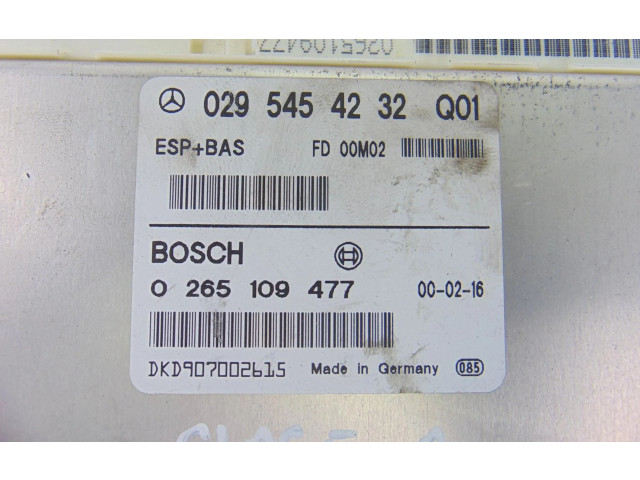 0265109477
029 545 42 32 Q01
ESP+BAS FD 00M02
BOSCH
0 265 109 477 00-02-16
DKD907002615 Made in Germany 085